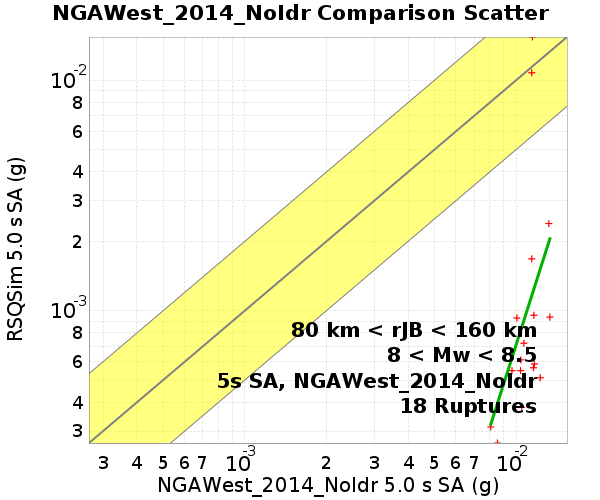 NGAWest_2014_NoIdr Comparison Scatter
RSQSim 5.0 s SA (g)
10-2
8
6
4
3
2
10-3
8
6
4
3
80 km < rJB < 160 km
8 < Mw < 8.5
5s SA, NGAWest_2014_NoIdr
18 Ruptures
3 4 5 6 7 10-3 2 3 4 5 6 7 10-2
NGAWest_2014_NoIdr 5.0 s SA (g)